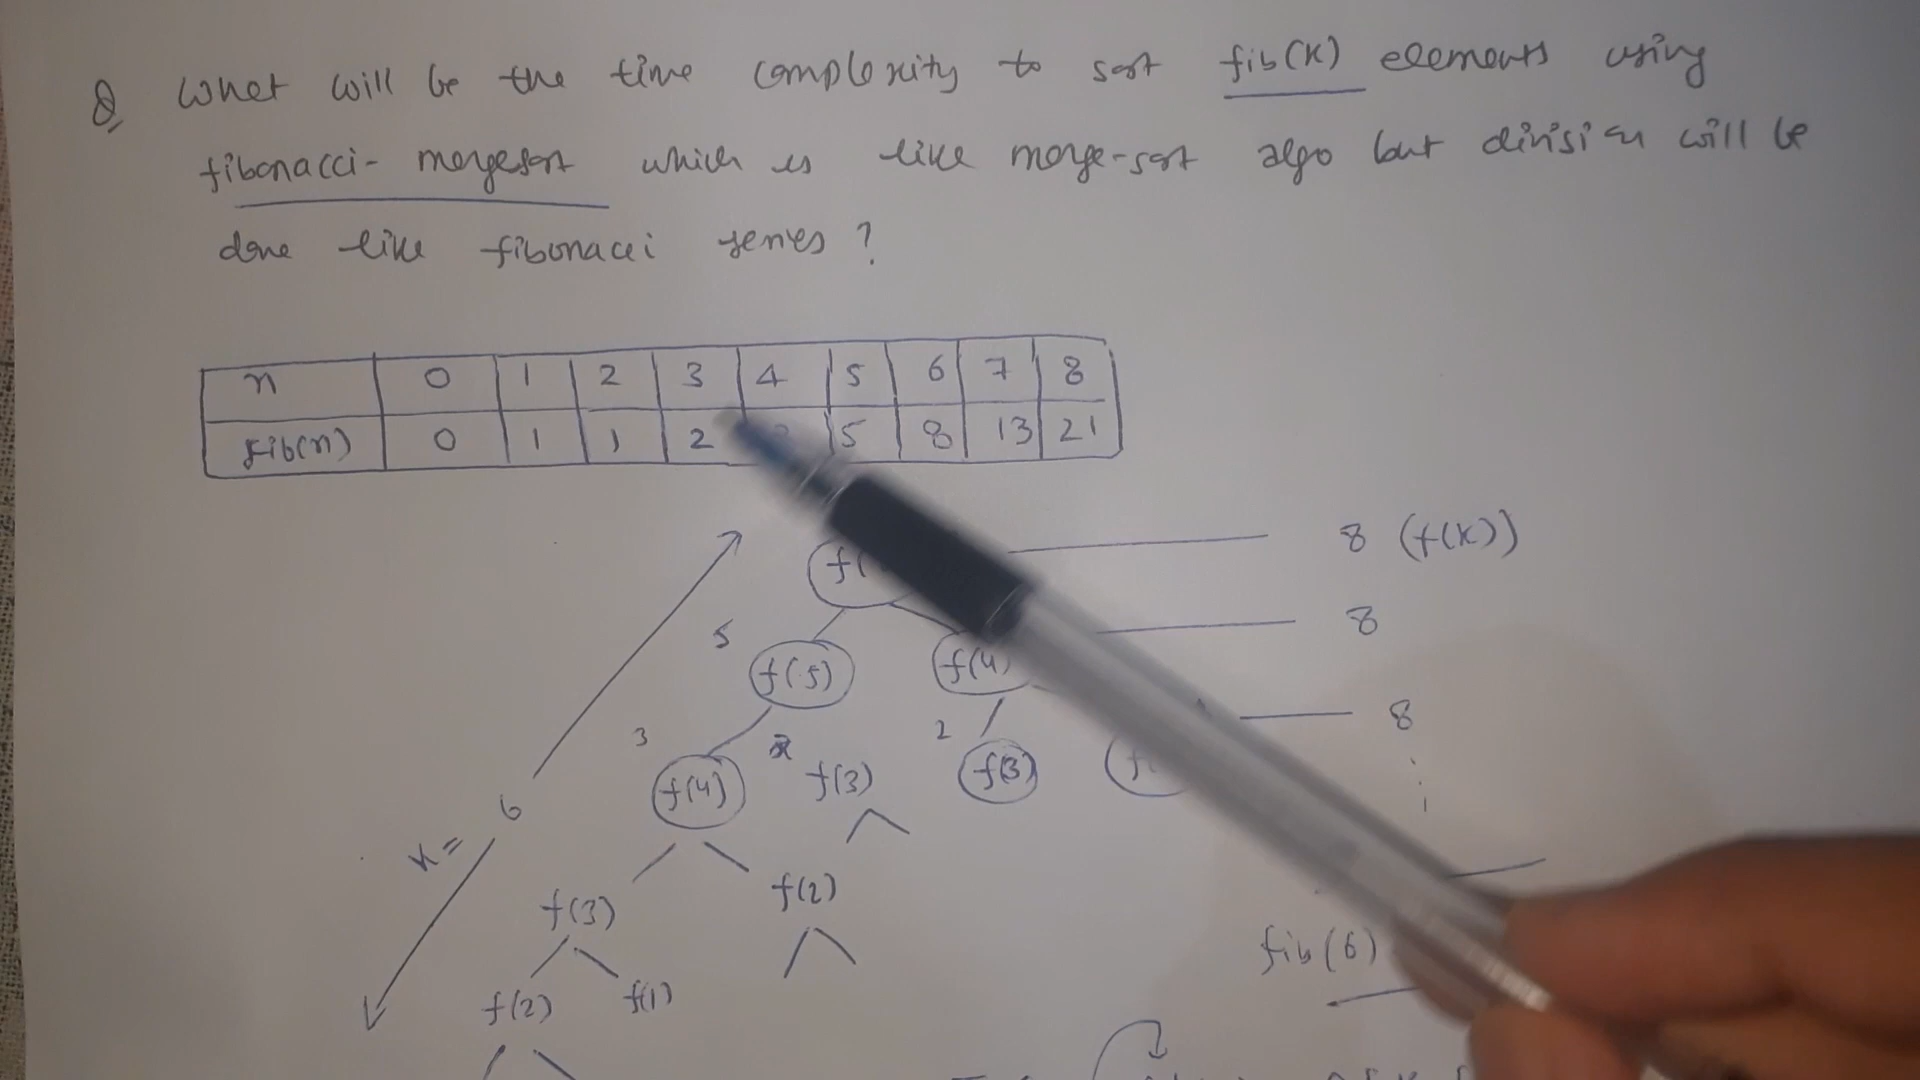 Q, What will be the time complexity to sort fib(K) elements using
fibonacci-mergesort which is like merge-sort algo but division will be
done like fibonacci series ?
n 0 1 2 3 4 5 6 7 8
fib(n) 0 1 1 2 5 8 13 21
f( 8 (f(K))
5 f(5) f(4) 8
3 f(4) f(3) 2 f(3) 8
K = 6
f(3) f(2)
fib(6)
f(2) f(1)